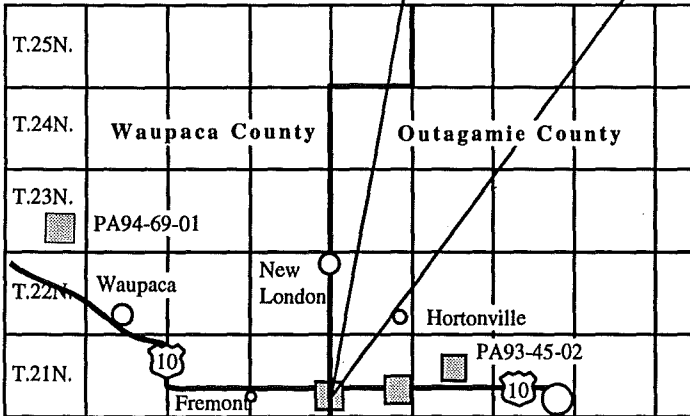 T.25N.
T.24N.
Waupaca County
Outagamie County
T.23N.
PA94-69-01
T.22N.
Waupaca
New
London
Hortonville
T.21N.
10
PA93-45-02
Fremont
10